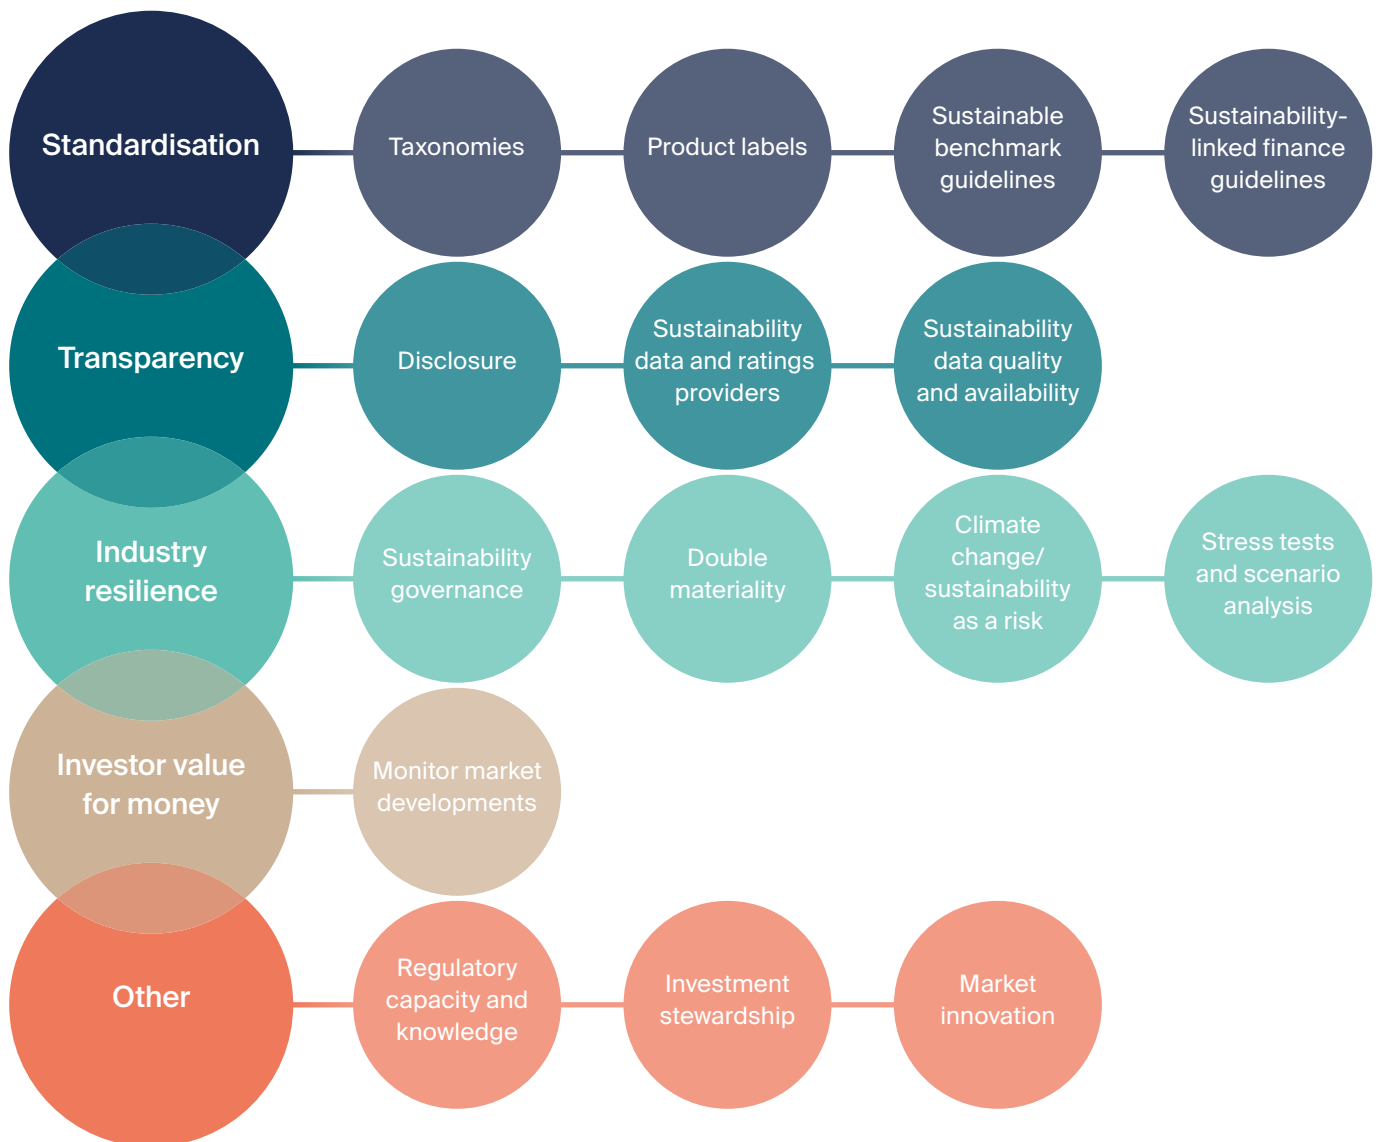 Standardisation
Taxonomies
Product labels
Sustainable
benchmark
guidelines
Sustainability-
linked finance
guidelines
Transparency
Disclosure
Sustainability
data and ratings
providers
Sustainability
data quality
and availability
Industry
resilience
Sustainability
governance
Double
materiality
Climate
change/
sustainability
as a risk
Stress tests
and scenario
analysis
Investor value
for money
Monitor market
developments
Other
Regulatory
capacity and
knowledge
Investment
stewardship
Market
innovation